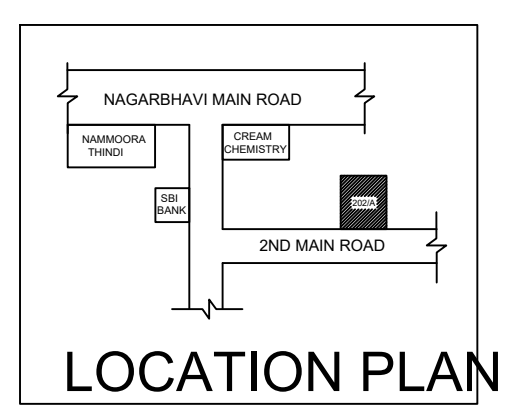 NAGARBHAVI MAIN ROAD
NAMMOORA
THINDI
CREAM
CHEMISTRY
SBI
BANK
202/A
2ND MAIN ROAD
LOCATION PLAN